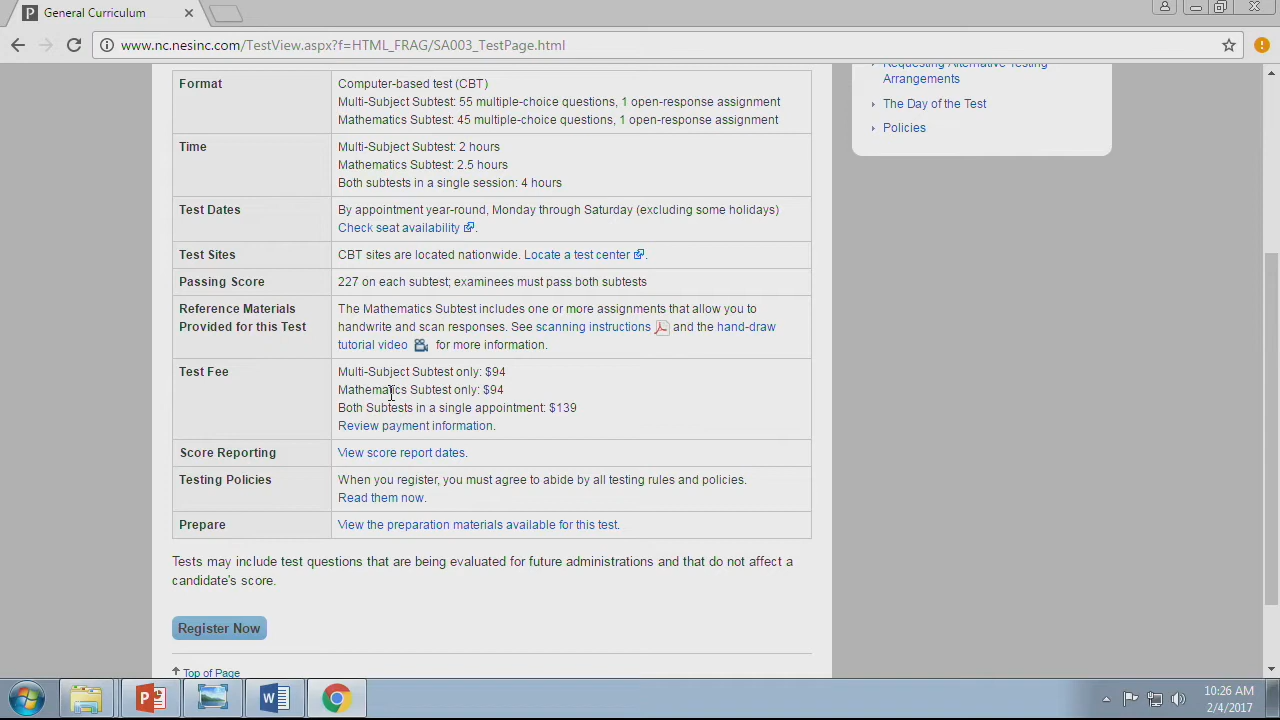 General Curriculum
www.nc.nesinc.com/TestView.aspx?f=HTML_FRAG/SA003_TestPage.html
Requesting Alternative Testing
Arrangements
The Day of the Test
Policies
Format
Computer-based test (CBT)
Multi-Subject Subtest: 55 multiple-choice questions, 1 open-response assignment
Mathematics Subtest: 45 multiple-choice questions, 1 open-response assignment
Time
Multi-Subject Subtest: 2 hours
Mathematics Subtest: 2.5 hours
Both subtests in a single session: 4 hours
Test Dates
By appointment year-round, Monday through Saturday (excluding some holidays)
Check seat availability.
Test Sites
CBT sites are located nationwide. Locate a test center.
Passing Score
227 on each subtest; examinees must pass both subtests
Reference Materials
Provided for this Test
The Mathematics Subtest includes one or more assignments that allow you to
handwrite and scan responses. See scanning instructions and the hand-draw
tutorial video for more information.
Test Fee
Multi-Subject Subtest only: $94
Mathematics Subtest only: $94
Both Subtests in a single appointment: $139
Review payment information.
Score Reporting
View score report dates.
Testing Policies
When you register, you must agree to abide by all testing rules and policies.
Read them now.
Prepare
View the preparation materials available for this test.
Tests may include test questions that are being evaluated for future administrations and that do not affect a
candidate's score.
Register Now
Top of Page
10:26 AM
2/4/2017